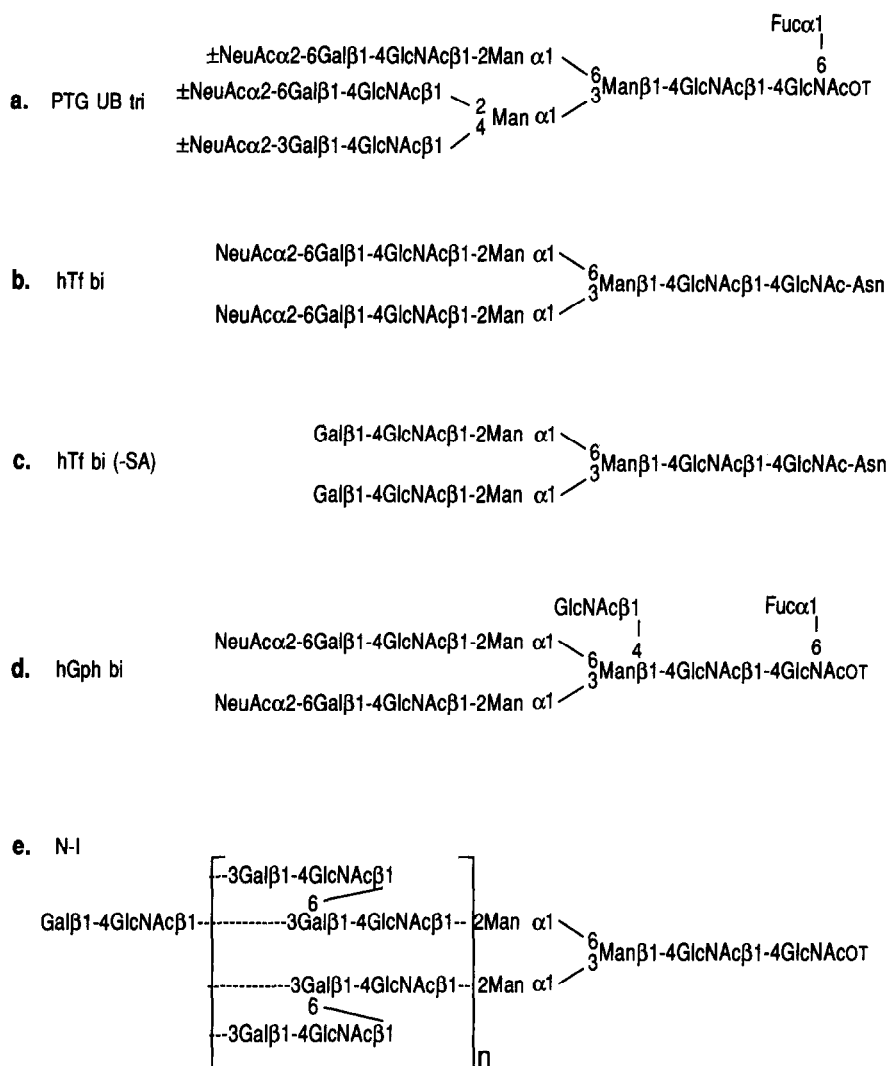 Fucα1
6
±NeuAcα2-6Galβ1-4GlcNAcβ1-2Man α1
a. PTG UB tri
±NeuAcα2-6Galβ1-4GlcNAcβ1
2
4
Man α1
6
3
Manβ1-4GlcNAcβ1-4GlcNAcOT
±NeuAcα2-3Galβ1-4GlcNAcβ1
NeuAcα2-6Galβ1-4GlcNAcβ1-2Man α1
b. hTf bi
6
3
Manβ1-4GlcNAcβ1-4GlcNAc-Asn
NeuAcα2-6Galβ1-4GlcNAcβ1-2Man α1
Galβ1-4GlcNAcβ1-2Man α1
c. hTf bi (-SA)
6
3
Manβ1-4GlcNAcβ1-4GlcNAc-Asn
Galβ1-4GlcNAcβ1-2Man α1
GlcNAcβ1
4
Fucα1
6
NeuAcα2-6Galβ1-4GlcNAcβ1-2Man α1
d. hGph bi
6
3
Manβ1-4GlcNAcβ1-4GlcNAcOT
NeuAcα2-6Galβ1-4GlcNAcβ1-2Man α1
e. N-I
--3Galβ1-4GlcNAcβ1
6
Galβ1-4GlcNAcβ1------------3Galβ1-4GlcNAcβ1--2Man α1
6
3
Manβ1-4GlcNAcβ1-4GlcNAcOT
----------3Galβ1-4GlcNAcβ1--2Man α1
6
--3Galβ1-4GlcNAcβ1
n